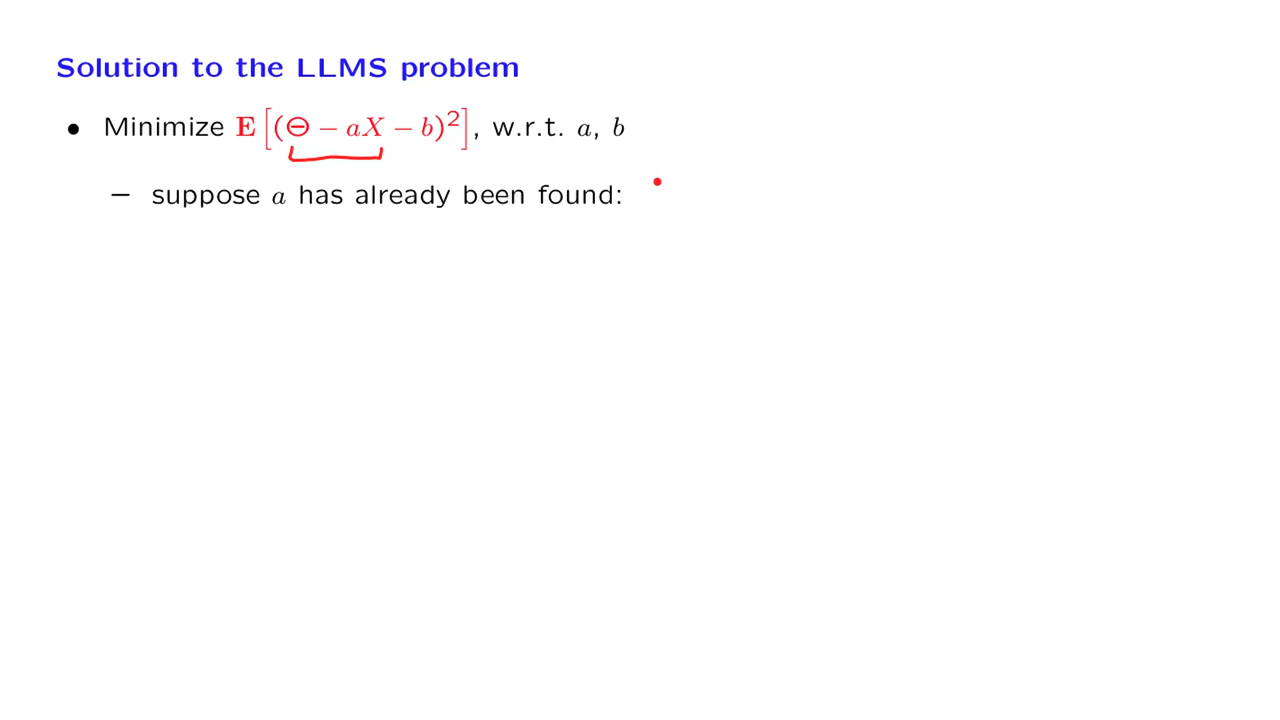 Solution to the LLMS problem
• Minimize E[(Θ − aX − b)²], w.r.t. a, b
– suppose a has already been found: